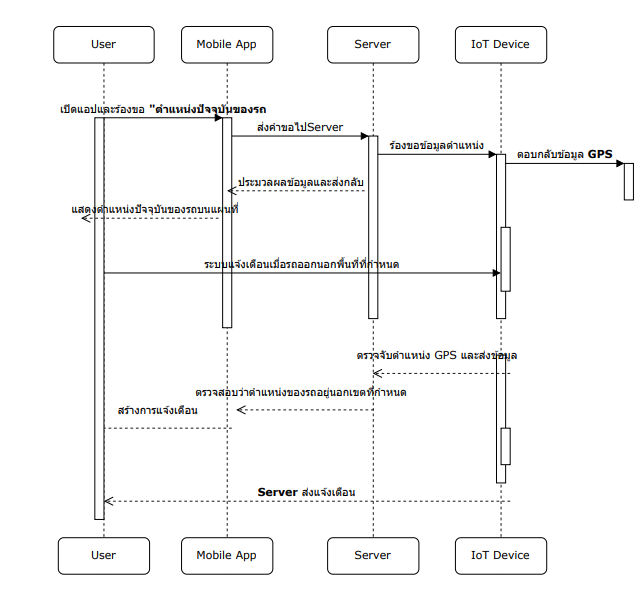 User
Mobile App
Server
IoT Device
เปิดแอปและร้องขอ "ตำแหน่งปัจจุบันของรถ
ส่งคำขอไปServer
ร้องขอข้อมูลตำแหน่ง
ตอบกลับข้อมูล GPS
ประมวลผลข้อมูลและส่งกลับ
แสดงตำแหน่งปัจจุบันของรถบนแผนที่
ระบบแจ้งเตือนเมื่อรถออกนอกพื้นที่ที่กำหนด
ตรวจจับตำแหน่ง GPS และส่งข้อมูล
ตรวจสอบว่าตำแหน่งของรถอยู่นอกเขตที่กำหนด
สร้างการแจ้งเตือน
Server ส่งแจ้งเตือน
User
Mobile App
Server
IoT Device